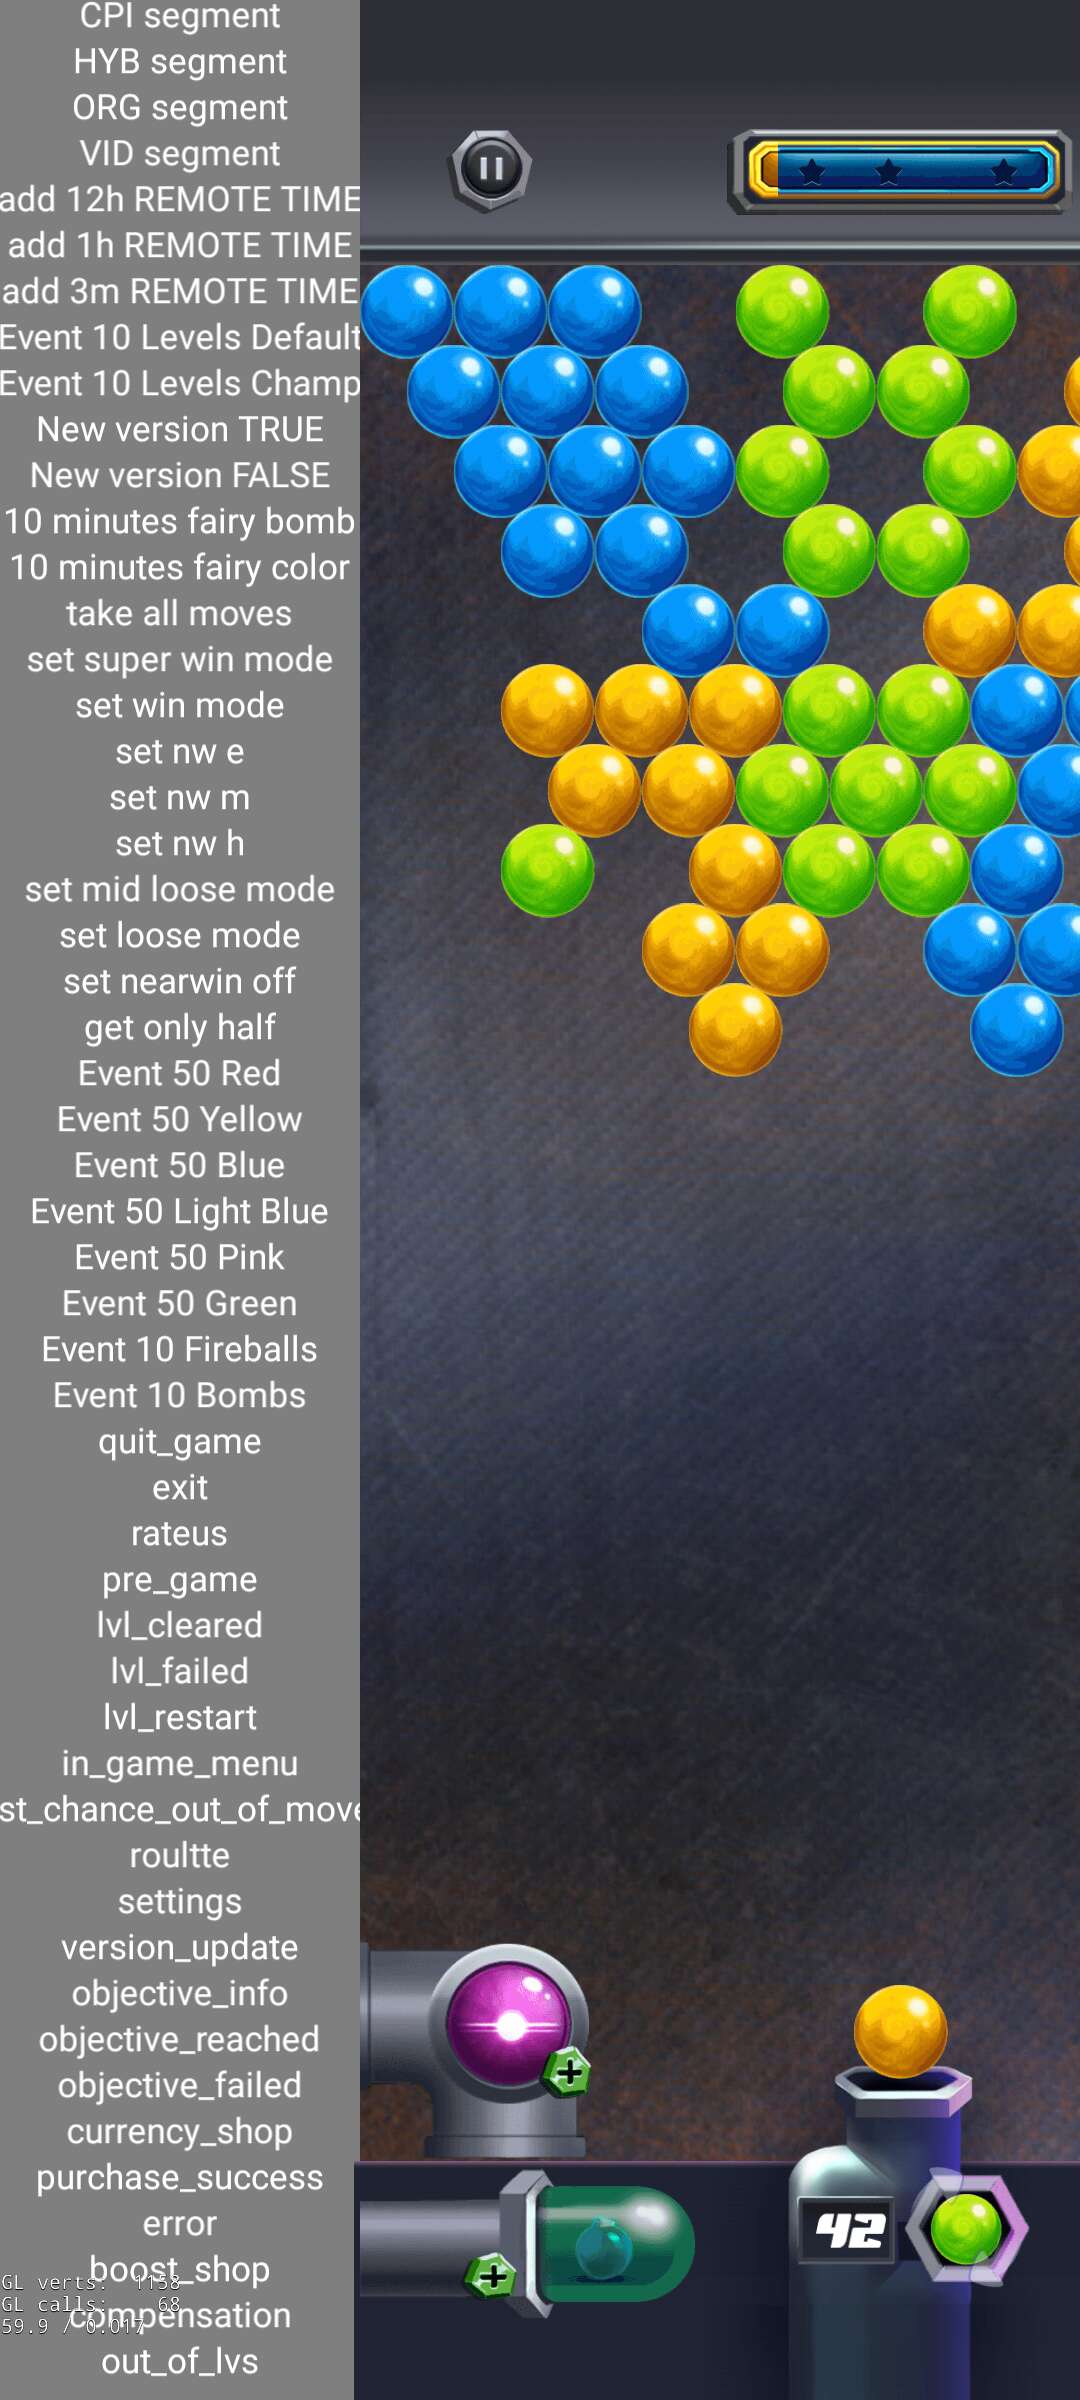 CPI segment
HYB segment
ORG segment
VID segment
add 12h REMOTE TIME
add 1h REMOTE TIME
add 3m REMOTE TIME
Event 10 Levels Default
Event 10 Levels Champ
New version TRUE
New version FALSE
10 minutes fairy bomb
10 minutes fairy color
take all moves
set super win mode
set win mode
set nw e
set nw m
set nw h
set mid loose mode
set loose mode
set nearwin off
get only half
Event 50 Red
Event 50 Yellow
Event 50 Blue
Event 50 Light Blue
Event 50 Pink
Event 50 Green
Event 10 Fireballs
Event 10 Bombs
quit_game
exit
rateus
pre_game
lvl_cleared
lvl_failed
lvl_restart
in_game_menu
st_chance_out_of_move
roultte
settings
version_update
objective_info
objective_reached
objective_failed
currency_shop
purchase_success
error
boost_shop
GL verts: 1158
GL calls: 68
compensation
59.9 / 0.017
out_of_lvs
42